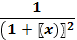 1
(1 + 〖x)〗²